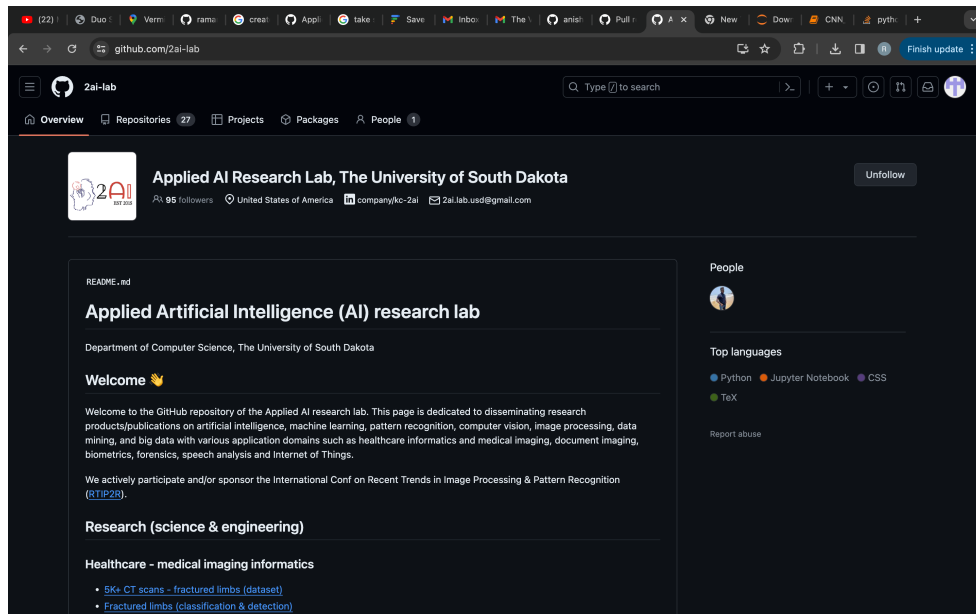 (22)
Duo
Verm
rama
creat
Appli
take
Save
Inbo
The
anish
Pull r
A
New
Dow
CNN_
pytho
github.com/2ai-lab
R
Finish update
2ai-lab
Type / to search
Overview
Repositories 27
Projects
Packages
People 1
2AI
EST 2015
Applied AI Research Lab, The University of South Dakota
95 followers United States of America company/kc-2ai 2ai.lab.usd@gmail.com
Unfollow
README.md
Applied Artificial Intelligence (AI) research lab
Department of Computer Science, The University of South Dakota
Welcome 👋
Welcome to the GitHub repository of the Applied AI research lab. This page is dedicated to disseminating research
products/publications on artificial intelligence, machine learning, pattern recognition, computer vision, image processing, data
mining, and big data with various application domains such as healthcare informatics and medical imaging, document imaging,
biometrics, forensics, speech analysis and Internet of Things.
We actively participate and/or sponsor the International Conf on Recent Trends in Image Processing & Pattern Recognition
(RTIP2R).
Research (science & engineering)
Healthcare - medical imaging informatics
• 5K+ CT scans - fractured limbs (dataset)
• Fractured limbs (classification & detection)
People
Top languages
Python Jupyter Notebook CSS
TeX
Report abuse